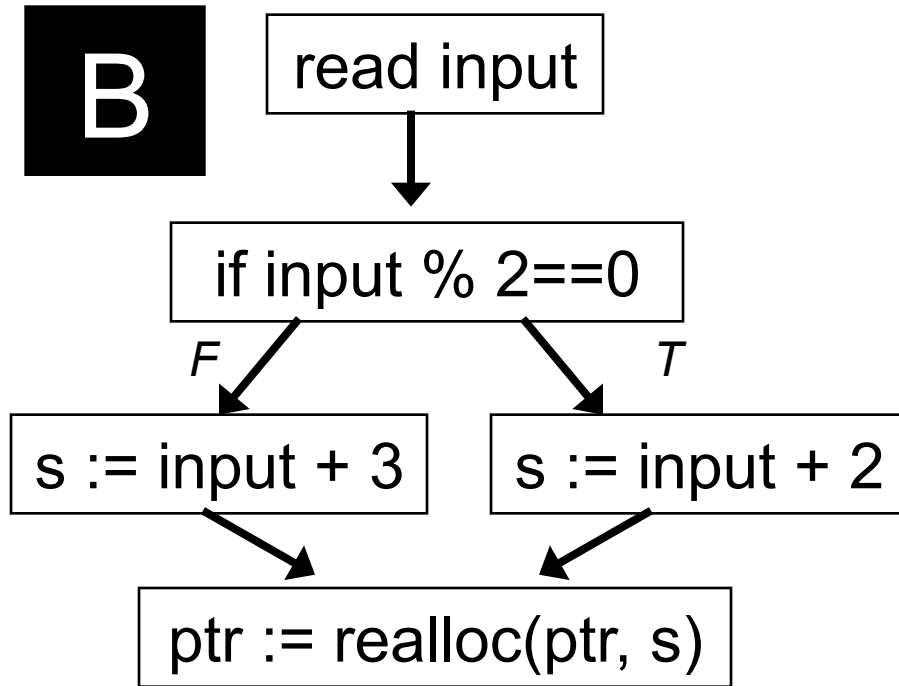 B
read input
if input % 2==0
F
T
s := input + 3
s := input + 2
ptr := realloc(ptr, s)